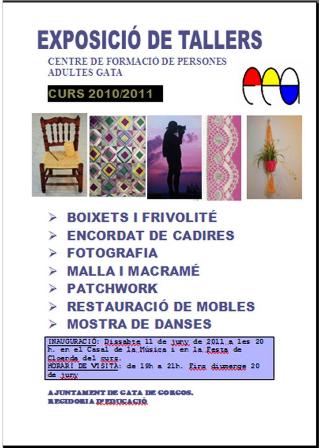 EXPOSICIÓ DE TALLERS
CENTRE DE FORMACIÓ DE PERSONES
ADULTES GATA
CURS 2010/2011
BOIXETS I FRIVOLITÉ
ENCORDAT DE CADIRES
FOTOGRAFIA
MALLA I MACRAMÉ
PATCHWORK
RESTAURACIÓ DE MOBLES
MOSTRA DE DANSES
INAUGURACIÓ: Dissabte 11 de juny de 2011 a les 20
h. en el Casal de la Música i en la Festa de
Cloenda del curs.
HORARI DE VISITA: de 19h a 21h. Fins diumenge 20
de juny
AJUNTAMENT DE GATA DE GORGOS.
REGIDORIA D'EDUCACIÓ